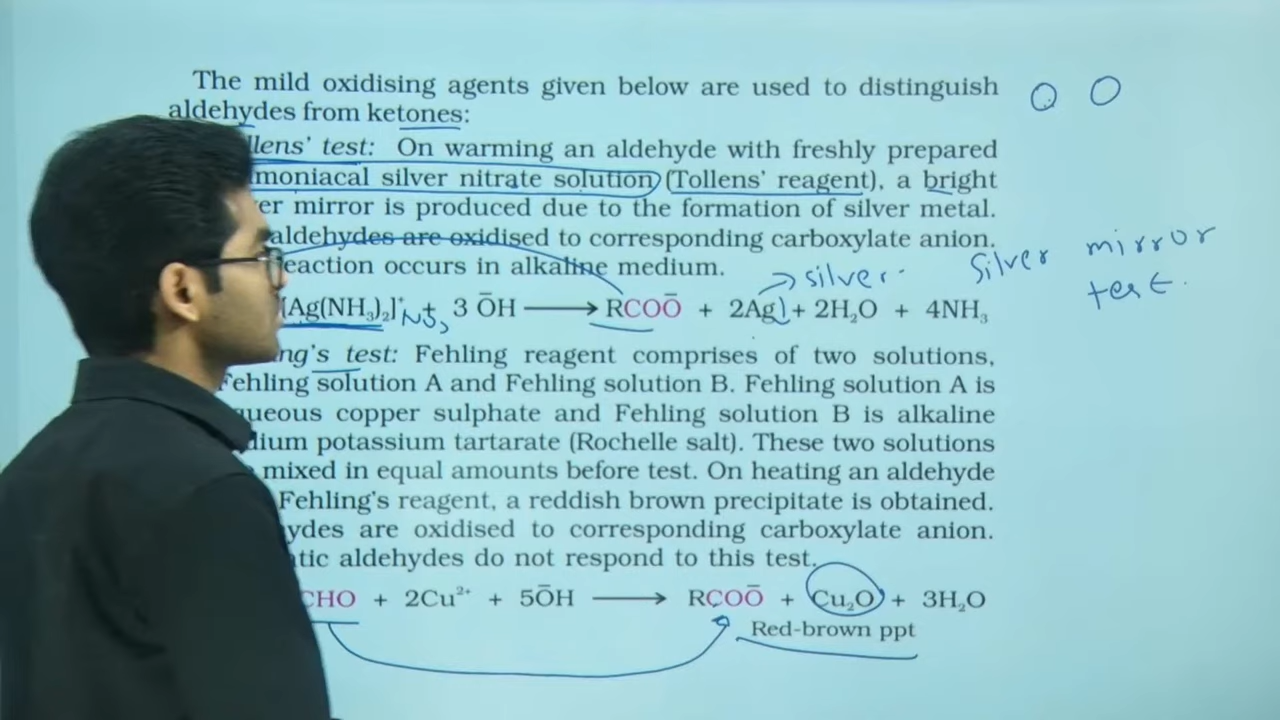 The mild oxidising agents given below are used to distinguish
aldehydes from ketones:
llens' test: On warming an aldehyde with freshly prepared
moniacal silver nitrate solution (Tollens' reagent), a bright
er mirror is produced due to the formation of silver metal.
aldehydes are oxidised to corresponding carboxylate anion.
eaction occurs in alkaline medium.
silver.
Silver mirror
test.
[Ag(NH₃)₂]⁺ + 3 ŌH ⟶ RCOŌ + 2Ag↓ + 2H₂O + 4NH₃
NO₃
ng's test: Fehling reagent comprises of two solutions,
Fehling solution A and Fehling solution B. Fehling solution A is
queous copper sulphate and Fehling solution B is alkaline
dium potassium tartarate (Rochelle salt). These two solutions
mixed in equal amounts before test. On heating an aldehyde
Fehling's reagent, a reddish brown precipitate is obtained.
ydes are oxidised to corresponding carboxylate anion.
tic aldehydes do not respond to this test.
CHO + 2Cu²⁺ + 5ŌH ⟶ RCOŌ + Cu₂O + 3H₂O
Red-brown ppt